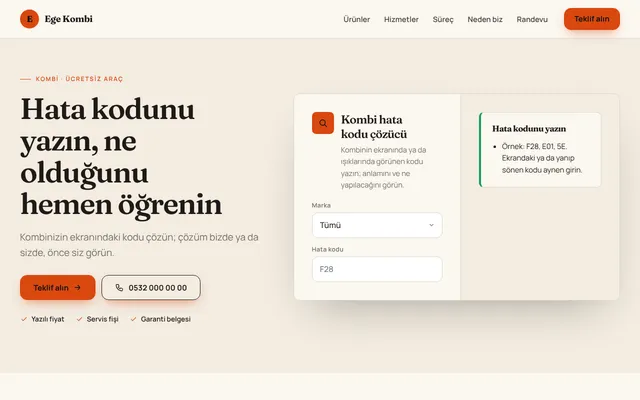 E Ege Kombi
Ürünler Hizmetler Süreç Neden biz Randevu Teklif alın
KOMBİ · ÜCRETSİZ ARAÇ
Hata kodunu
yazın, ne
olduğunu
hemen öğrenin
Kombinizin ekranındaki kodu çözün; çözüm bizde ya da
sizde, önce siz görün.
Teklif alın → 0532 000 00 00
Yazılı fiyat Servis fişi Garanti belgesi
Kombi hata
kodu çözücü
Kombinin ekranında ya da
ışıklarında görünen kodu
yazın; anlamını ve ne
yapılacağını görün.
Marka
Tümü
Hata kodu
F28
Hata kodunu yazın
• Örnek: F28, E01, 5E.
Ekrandaki ya da yanıp
sönen kodu aynen girin.